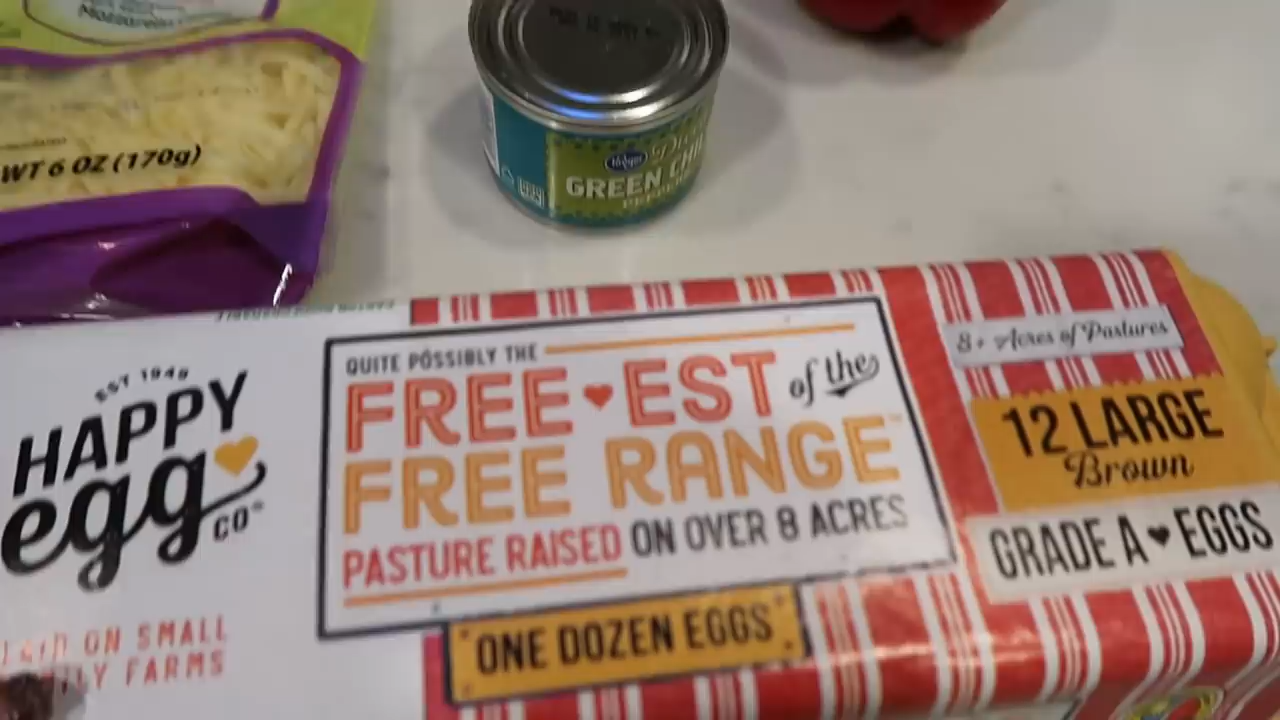 Mozzarella
WT 6 OZ (170g)
Kroger
GREEN
EST 1949
HAPPY
egg
CO
ON SMALL
FARMS
QUITE POSSIBLY THE
FREE EST of the
FREE RANGE
PASTURE RAISED ON OVER 8 ACRES
ONE DOZEN EGGS
8+ Acres of Pastures
12 LARGE
Brown
GRADE A EGGS